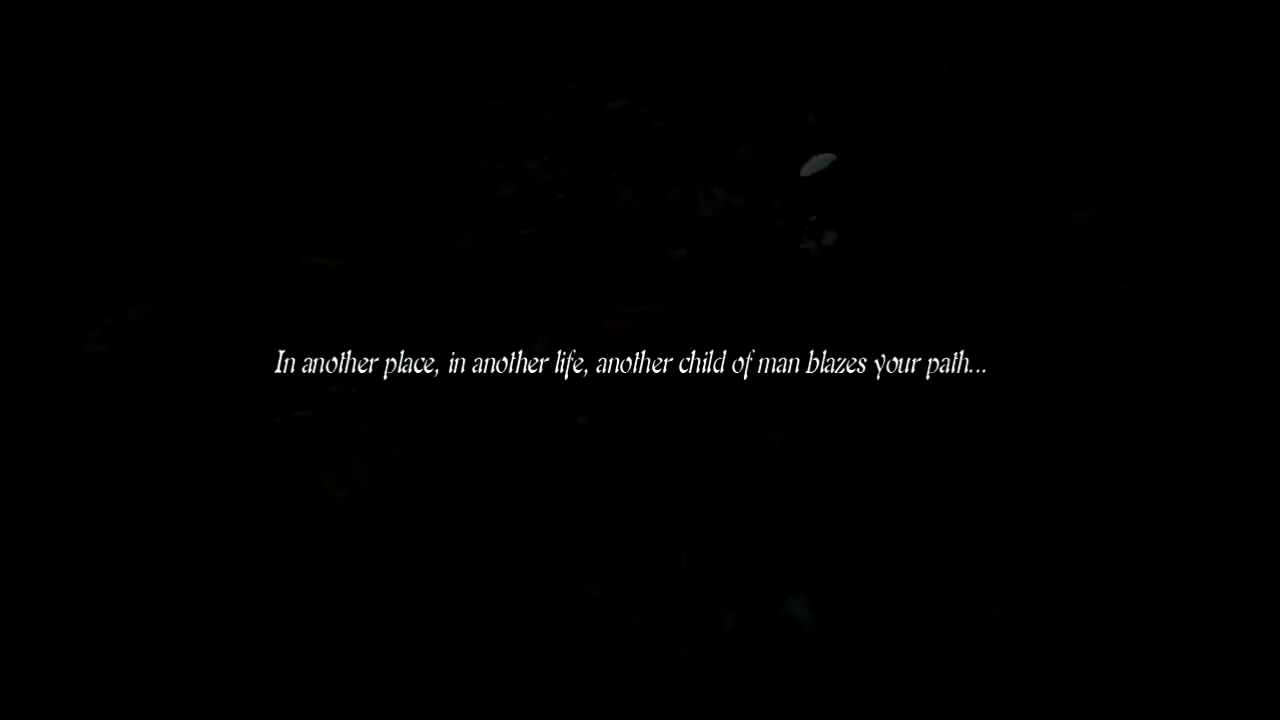 In another place, in another life, another child of man blazes your path...